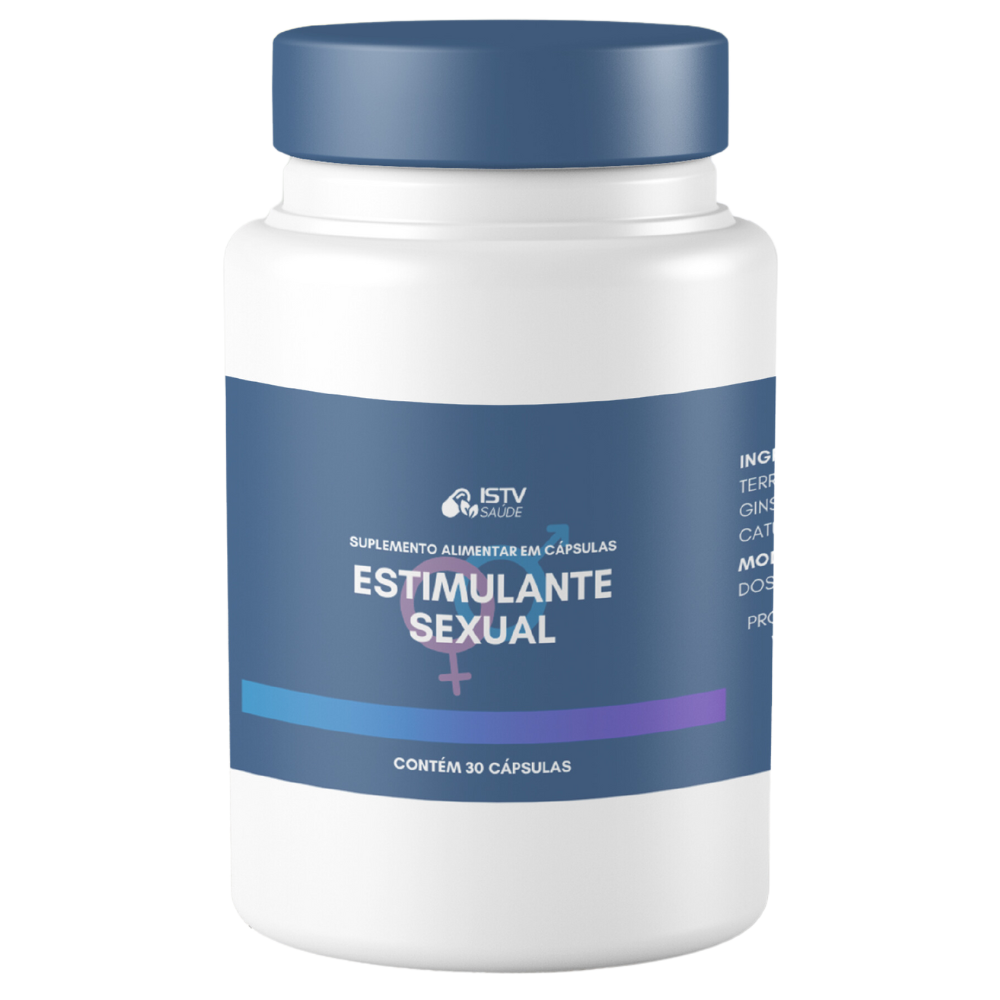 ISTV
SAÚDE
SUPLEMENTO ALIMENTAR EM CÁPSULAS
ESTIMULANTE
SEXUAL
CONTÉM 30 CÁPSULAS